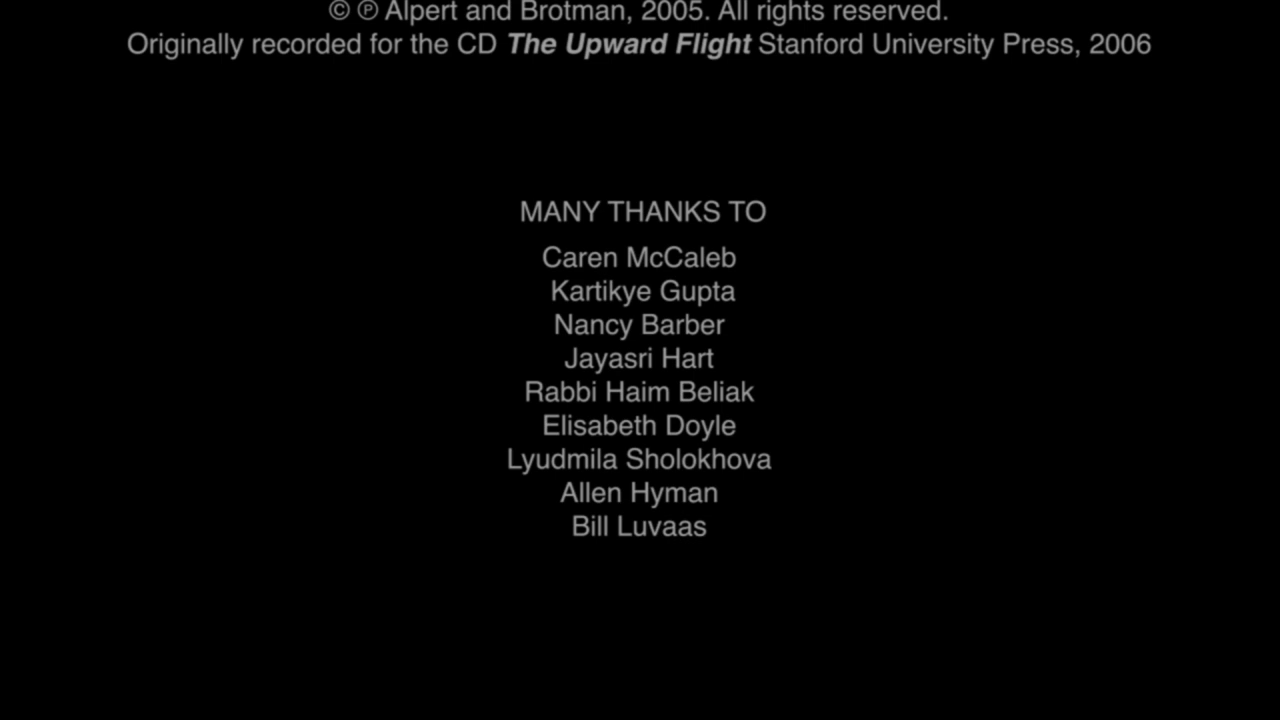 © ℗ Alpert and Brotman, 2005. All rights reserved.
Originally recorded for the CD The Upward Flight Stanford University Press, 2006
MANY THANKS TO
Caren McCaleb
Kartikye Gupta
Nancy Barber
Jayasri Hart
Rabbi Haim Beliak
Elisabeth Doyle
Lyudmila Sholokhova
Allen Hyman
Bill Luvaas